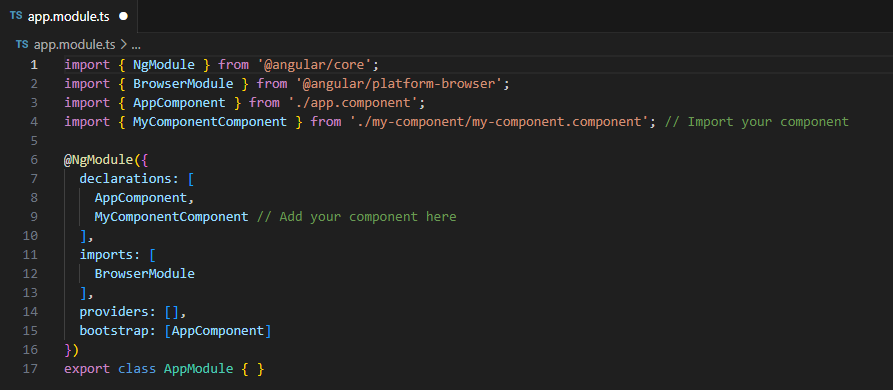 TS app.module.ts ●
TS app.module.ts > ...
1 import { NgModule } from '@angular/core';
2 import { BrowserModule } from '@angular/platform-browser';
3 import { AppComponent } from './app.component';
4 import { MyComponentComponent } from './my-component/my-component.component'; // Import your component
5
6 @NgModule({
7   declarations: [
8     AppComponent,
9     MyComponentComponent // Add your component here
10   ],
11   imports: [
12     BrowserModule
13   ],
14   providers: [],
15   bootstrap: [AppComponent]
16 })
17 export class AppModule { }